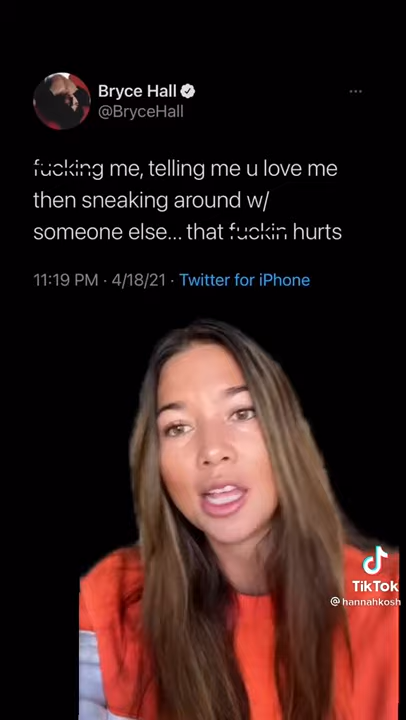 Bryce Hall
@BryceHall
fucking me, telling me u love me
then sneaking around w/
someone else... that fuckin hurts
11:19 PM · 4/18/21 · Twitter for iPhone
TikTok
@hannahkosh